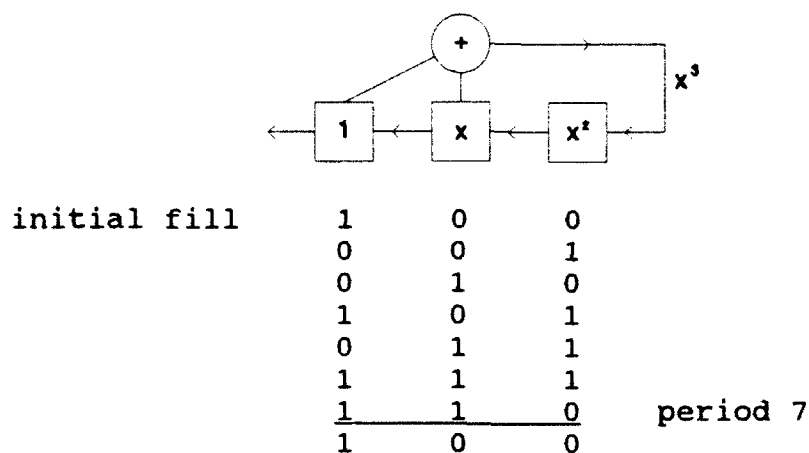 +
x³
1 x x²
initial fill 1 0 0
0 0 1
0 1 0
1 0 1
0 1 1
1 1 1
1 1 0 period 7
1 0 0